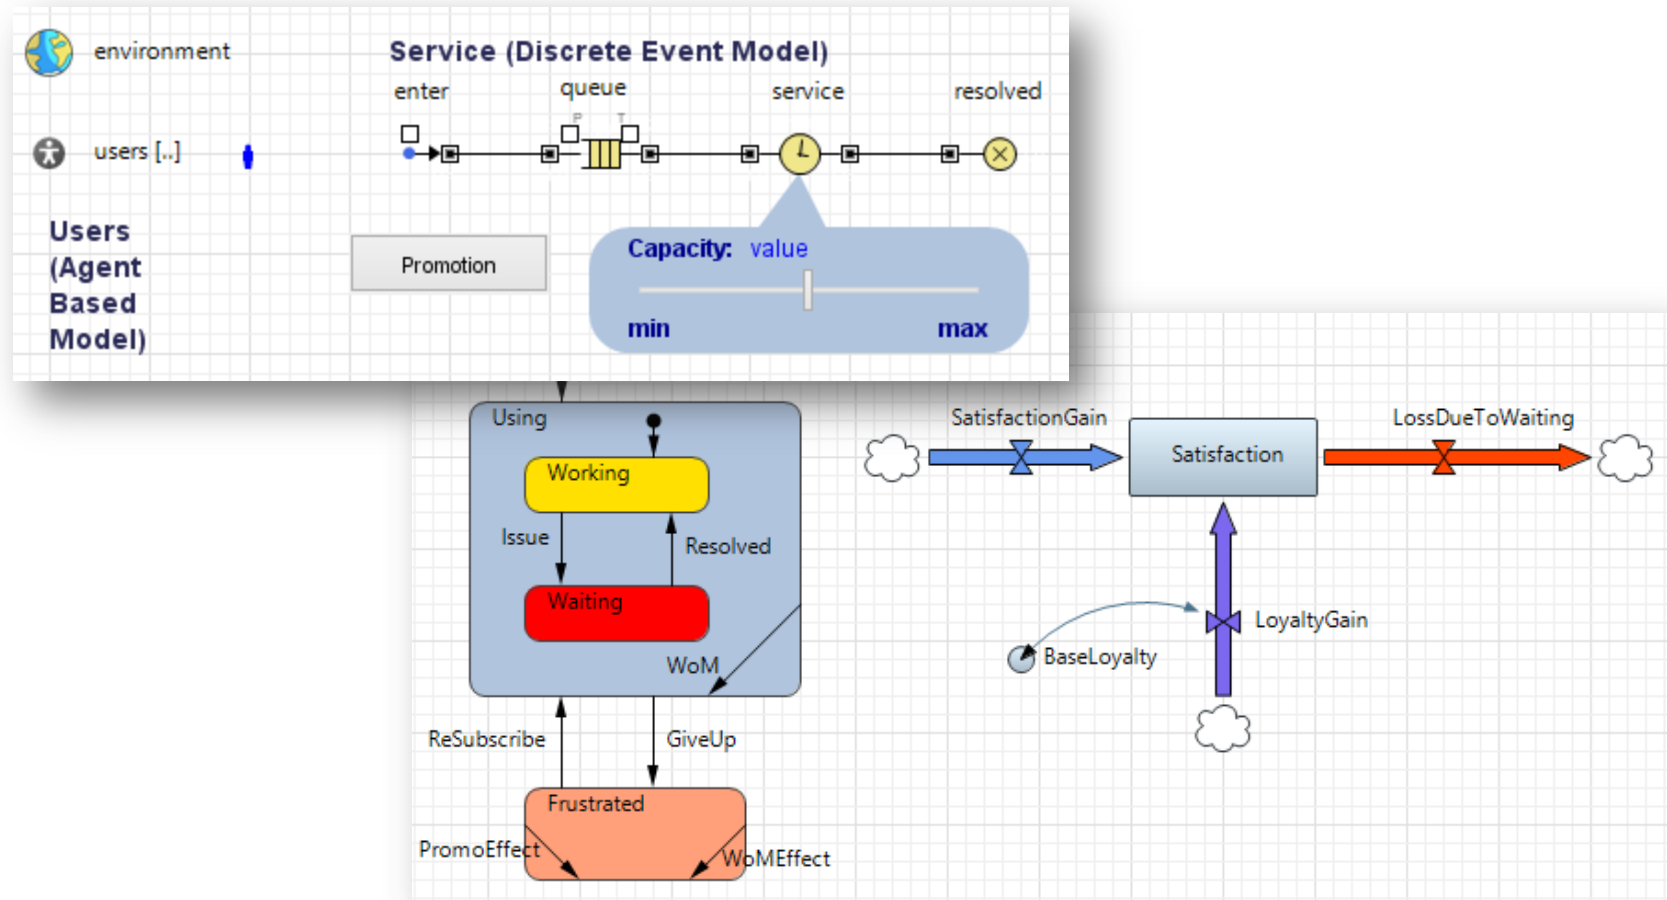 environment
Service (Discrete Event Model)
enter
queue
service
resolved
P
T
users [..]
Users
(Agent
Based
Model)
Promotion
Capacity: value
min
max
Using
Working
Issue
Resolved
Waiting
WoM
ReSubscribe
GiveUp
Frustrated
PromoEffect
WoMEffect
SatisfactionGain
Satisfaction
LossDueToWaiting
LoyaltyGain
BaseLoyalty